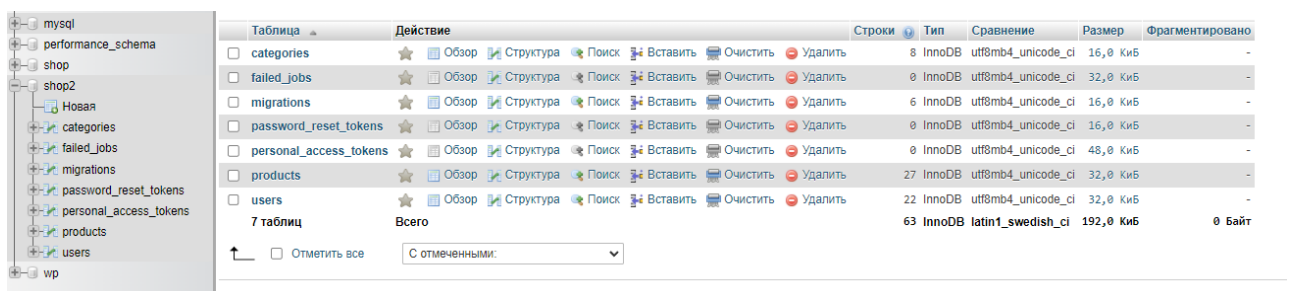 mysql
performance_schema
shop
shop2
Новая
categories
failed_jobs
migrations
password_reset_tokens
personal_access_tokens
products
users
wp
Таблица Действие Строки Тип Сравнение Размер Фрагментировано
categories Обзор Структура Поиск Вставить Очистить Удалить 8 InnoDB utf8mb4_unicode_ci 16,0 КиБ -
failed_jobs Обзор Структура Поиск Вставить Очистить Удалить 0 InnoDB utf8mb4_unicode_ci 32,0 КиБ -
migrations Обзор Структура Поиск Вставить Очистить Удалить 6 InnoDB utf8mb4_unicode_ci 16,0 КиБ -
password_reset_tokens Обзор Структура Поиск Вставить Очистить Удалить 0 InnoDB utf8mb4_unicode_ci 16,0 КиБ -
personal_access_tokens Обзор Структура Поиск Вставить Очистить Удалить 0 InnoDB utf8mb4_unicode_ci 48,0 КиБ -
products Обзор Структура Поиск Вставить Очистить Удалить 27 InnoDB utf8mb4_unicode_ci 32,0 КиБ -
users Обзор Структура Поиск Вставить Очистить Удалить 22 InnoDB utf8mb4_unicode_ci 32,0 КиБ -
7 таблиц Всего 63 InnoDB latin1_swedish_ci 192,0 КиБ 0 Байт
Отметить все С отмеченными: